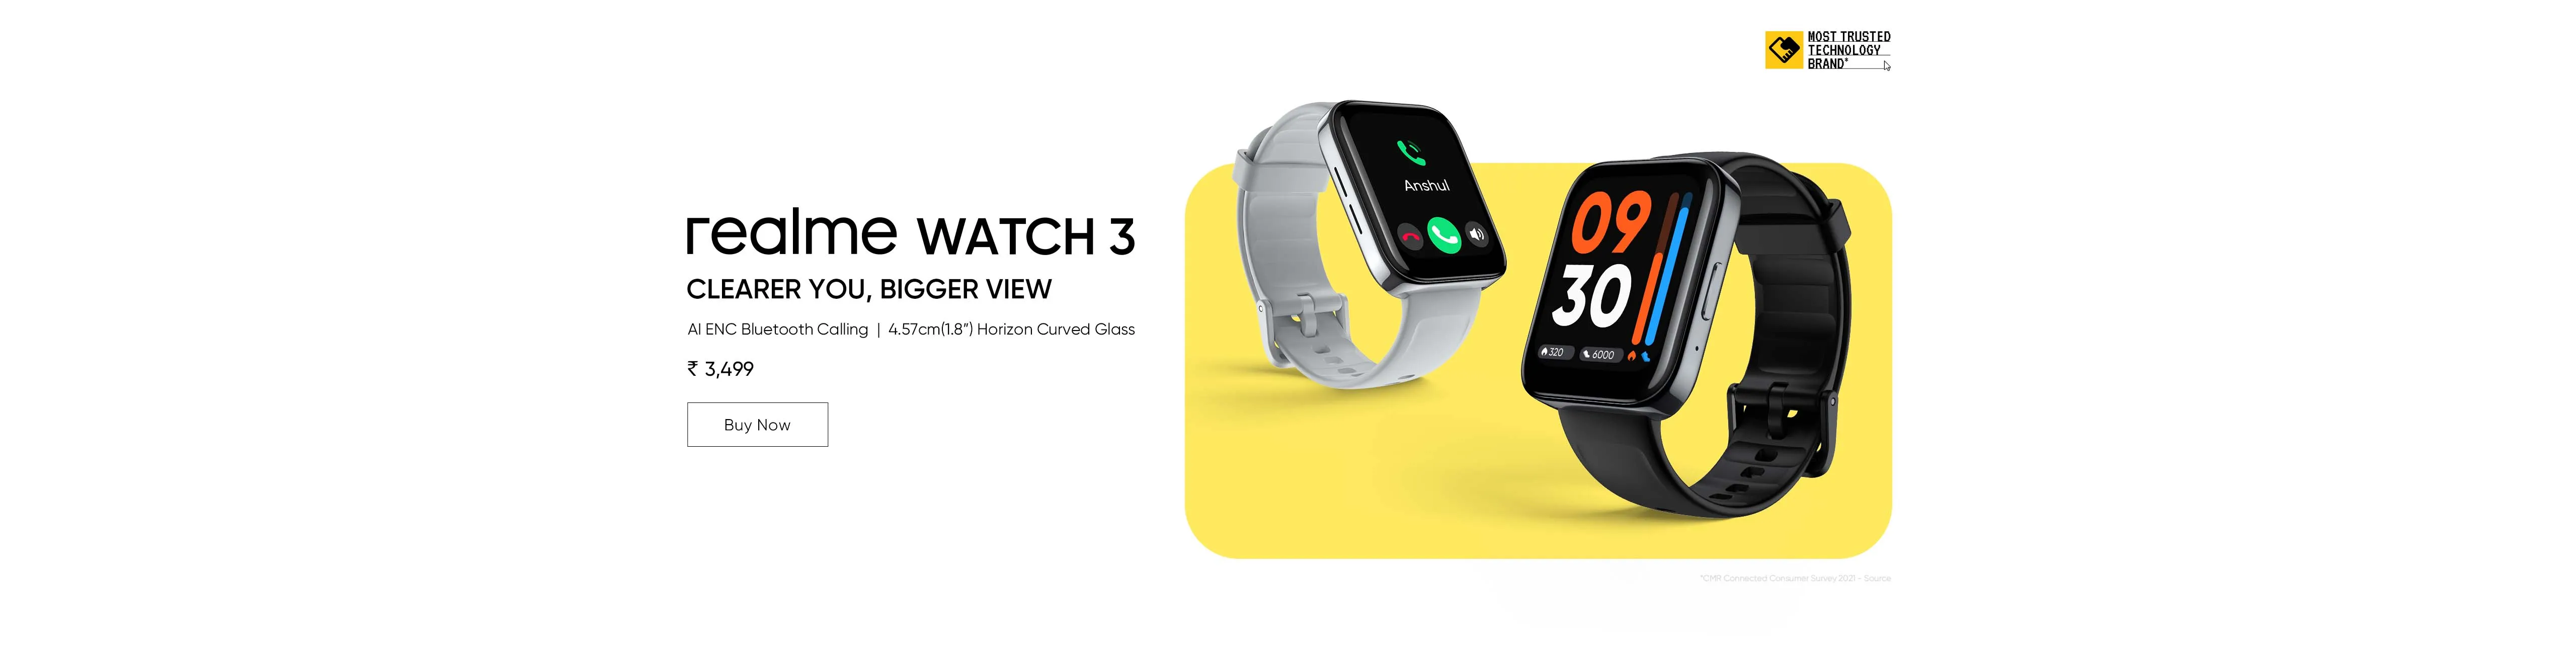 MOST TRUSTED
TECHNOLOGY
BRAND*
realme WATCH 3
CLEARER YOU, BIGGER VIEW
AI ENC Bluetooth Calling | 4.57cm(1.8") Horizon Curved Glass
₹ 3,499
Buy Now
Anshul
09
30
320 6000
*CMR Connected Consumer Survey 2021 - Source